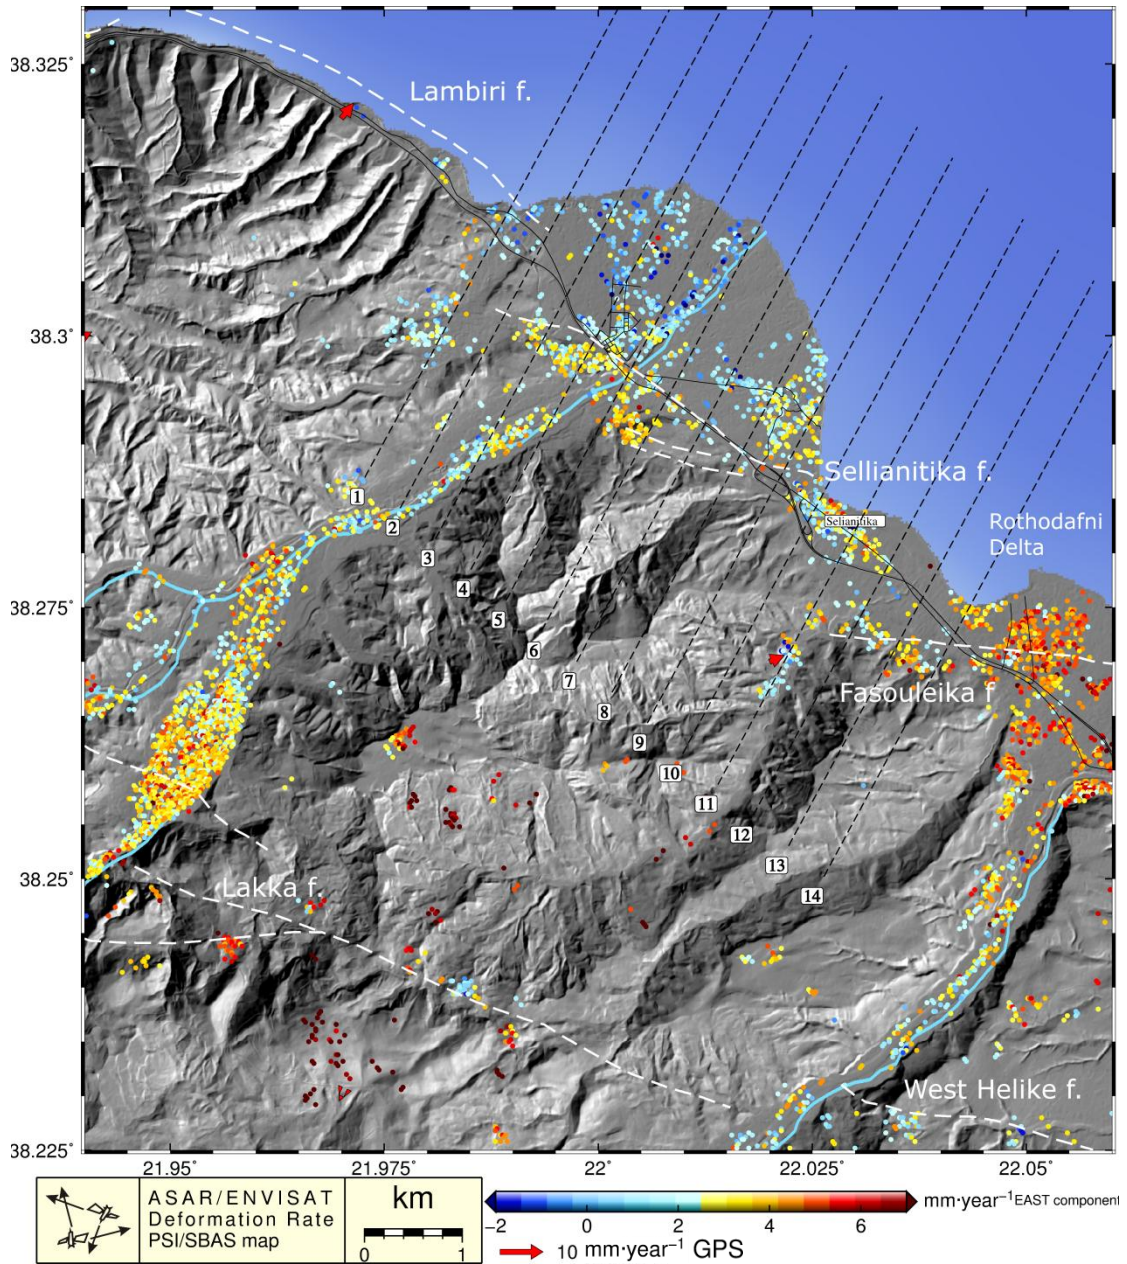 38.325°
Lambiri f.
38.3°
Sellianitika f.
1
Selianitika
2
Rothodafni
Delta
3
4
38.275°
5
6
7
Fasouleika f
8
9
10
11
12
13
Lakka f.
14
38.25°
West Helike f.
38.225°
21.95° 21.975° 22° 22.025° 22.05°
ASAR/ENVISAT
Deformation Rate
PSI/SBAS map
km
0 1
-2 0 2 4 6
mm·year⁻¹ EAST component
10 mm·year⁻¹ GPS